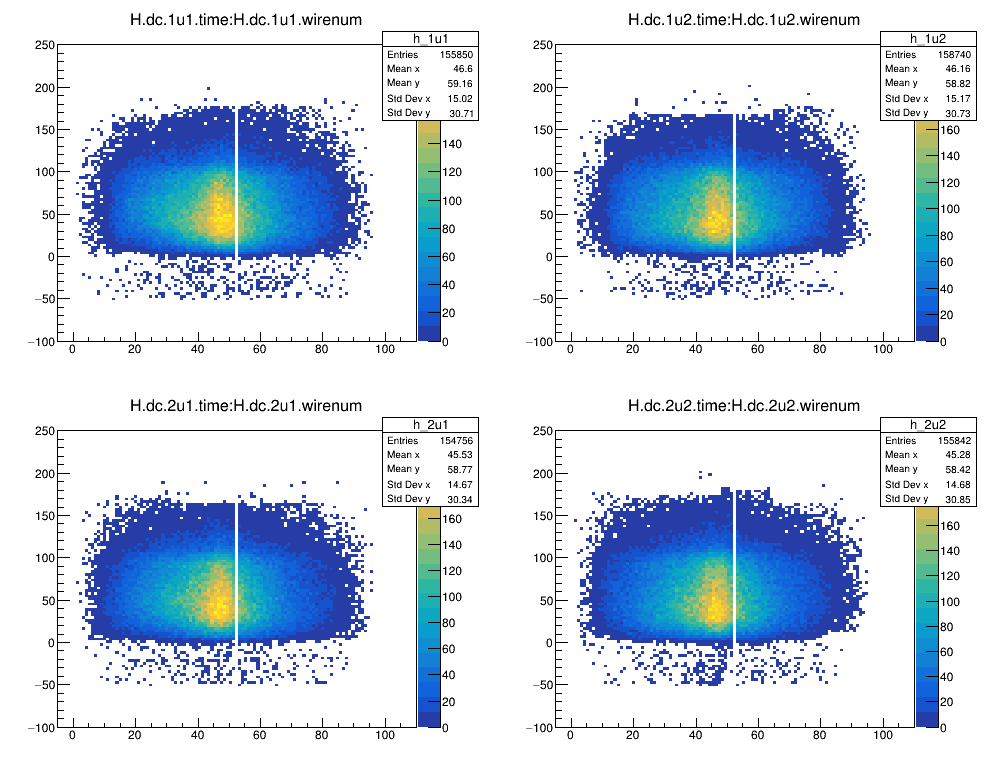 H.dc.1u1.time:H.dc.1u1.wirenum
h_1u1
Entries 155850
Mean x 46.6
Mean y 59.16
Std Dev x 15.02
Std Dev y 30.71
250
200
150
100
50
0
−50
−100
0 20 40 60 80 100
140
120
100
80
60
40
20
0
H.dc.1u2.time:H.dc.1u2.wirenum
h_1u2
Entries 158740
Mean x 46.16
Mean y 58.82
Std Dev x 15.17
Std Dev y 30.73
250
200
150
100
50
0
−50
−100
0 20 40 60 80 100
160
140
120
100
80
60
40
20
0
H.dc.2u1.time:H.dc.2u1.wirenum
h_2u1
Entries 154756
Mean x 45.53
Mean y 58.77
Std Dev x 14.67
Std Dev y 30.34
250
200
150
100
50
0
−50
−100
0 20 40 60 80 100
160
140
120
100
80
60
40
20
0
H.dc.2u2.time:H.dc.2u2.wirenum
h_2u2
Entries 155842
Mean x 45.28
Mean y 58.42
Std Dev x 14.68
Std Dev y 30.85
250
200
150
100
50
0
−50
−100
0 20 40 60 80 100
160
140
120
100
80
60
40
20
0